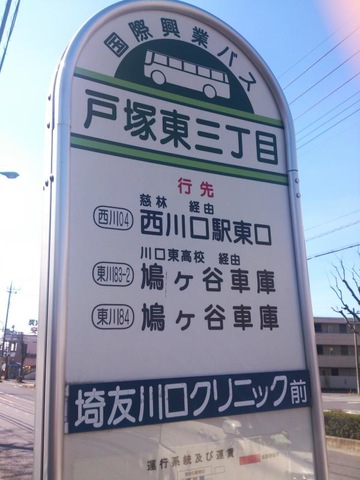 国際興業バス
戸塚東三丁目
行先
慈林 経由
西川04 西川口駅東口
川口東高校 経由
東川83-2 鳩ヶ谷車庫
東川84 鳩ヶ谷車庫
埼友川口クリニック前
運行系統及び運賃